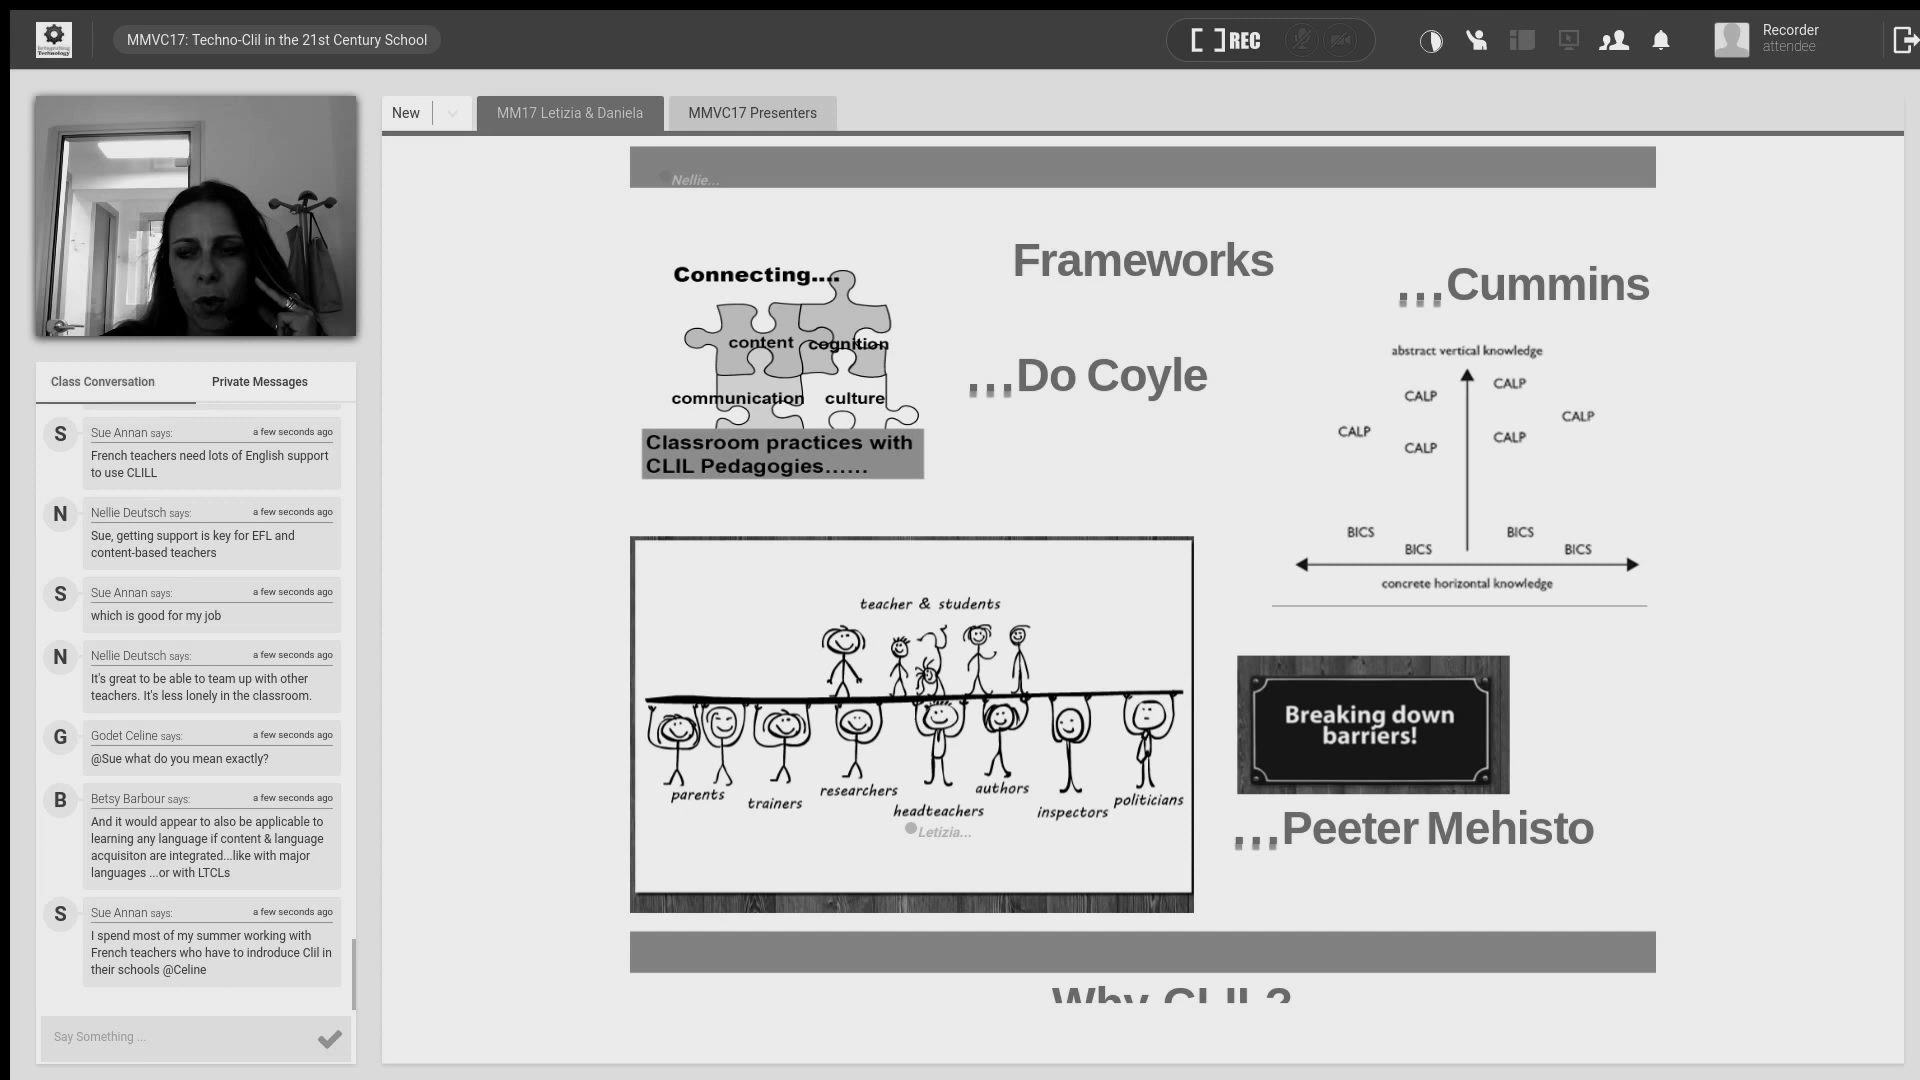 MMVC17: Techno-Clil in the 21st Century School
REC
Recorder
attendee
Technology
New
MM17 Letizia & Daniela
MMVC17 Presenters
Class Conversation
Private Messages
Sue Annan says:
a few seconds ago
French teachers need lots of English support
to use CLILL
N
Nellie Deutsch says:
a few seconds ago
Sue, getting support is key for EFL and
content-based teachers
S
Sue Annan says:
a few seconds ago
which is good for my job
N
Nellie Deutsch says:
a few seconds ago
It's great to be able to team up with other
teachers. It's less lonely in the classroom.
G
Godet Celine says:
a few seconds ago
@Sue what do you mean exactly?
B
Betsy Barbour says:
a few seconds ago
And it would appear to also be applicable to
learning any language if content & language
acquisiton are integrated...like with major
languages ...or with LTCLs
S
Sue Annan says:
a few seconds ago
I spend most of my summer working with
French teachers who have to indroduce Clil in
their schools @Celine
Say Something ...
Nellie...
Connecting....
content
cognition
communication
culture
Classroom practices with
CLIL Pedagogies......
Frameworks
...Do Coyle
...Cummins
abstract vertical knowledge
CALP
CALP
CALP
CALP
CALP
CALP
BICS
BICS
BICS
BICS
concrete horizontal knowledge
teacher & students
parents
trainers
researchers
headteachers
authors
inspectors
politicians
Letizia...
Breaking down
barriers!
...Peeter Mehisto
Why CLIL?